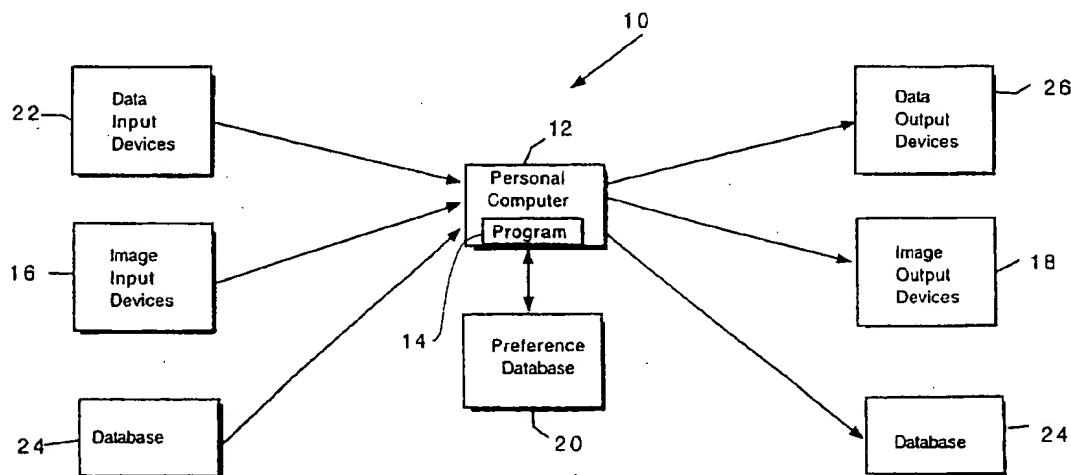 10
22
Data
Input
Devices
12
Personal
Computer
Program
Data
Output
Devices
26
16
Image
Input
Devices
14
Preference
Database
20
Image
Output
Devices
18
24
Database
Database
24